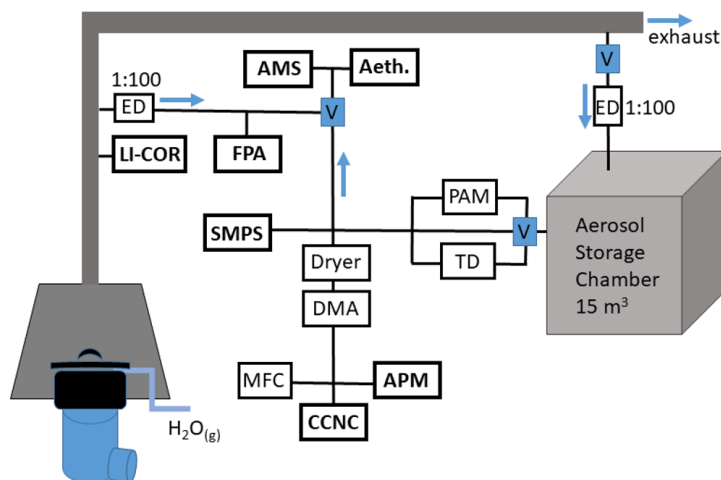 exhaust
AMS
Aeth.
V
1:100
ED
V
ED
1:100
LI-COR
FPA
PAM
SMPS
V
Aerosol
Storage
Chamber
15 m³
Dryer
TD
DMA
MFC
APM
CCNC
H₂O₍g₎